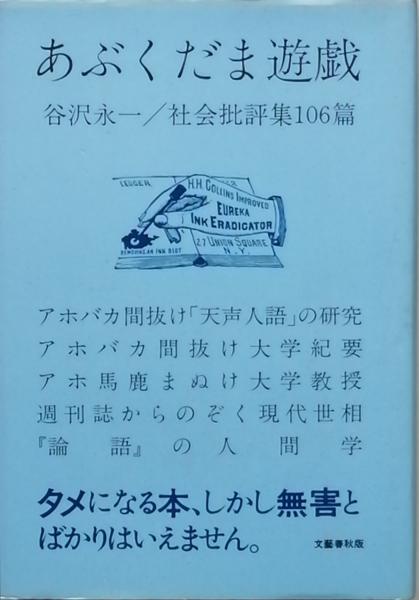 あぶくだま遊戯
谷沢永一／社会批評集106篇
LEDGER
H.H. COLLINS IMPROVED
EUREKA
INK ERADICATOR
27 UNION SQUARE
N.Y.
REMOVING AN INK BLOT
アホバカ間抜け「天声人語」の研究
アホバカ間抜け大学紀要
アホ馬鹿まぬけ大学教授
週刊誌からのぞく現代世相
『論語』の人間学
タメになる本、しかし無害と
ばかりはいえません。
文藝春秋版